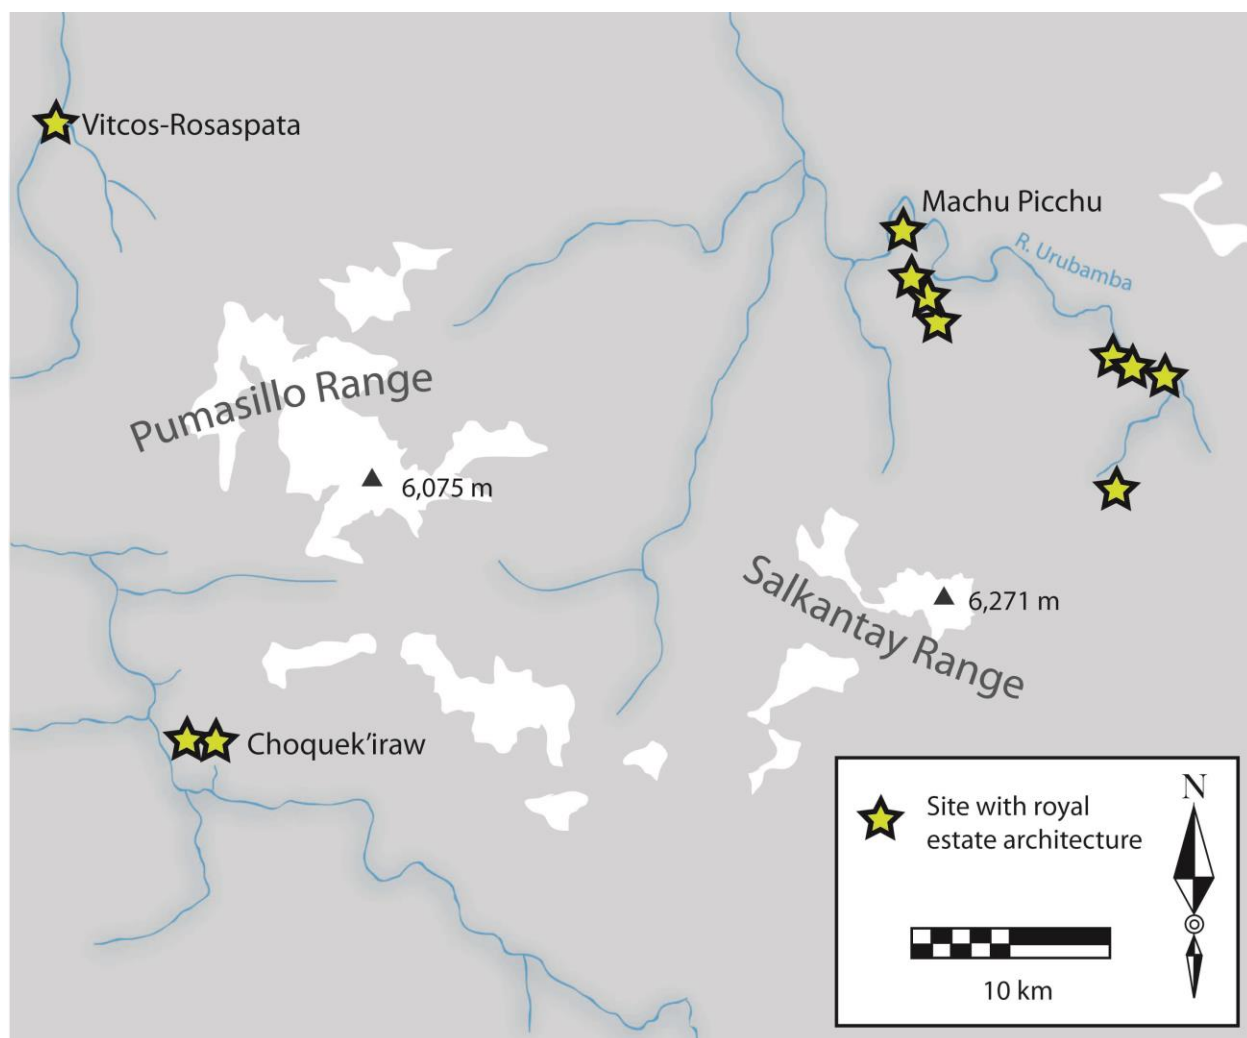 Vitcos-Rosaspata
Machu Picchu
R. Urubamba
Pumasillo Range
6,075 m
Salkantay Range
6,271 m
Choquek’iraw
N
Site with royal
estate architecture
10 km